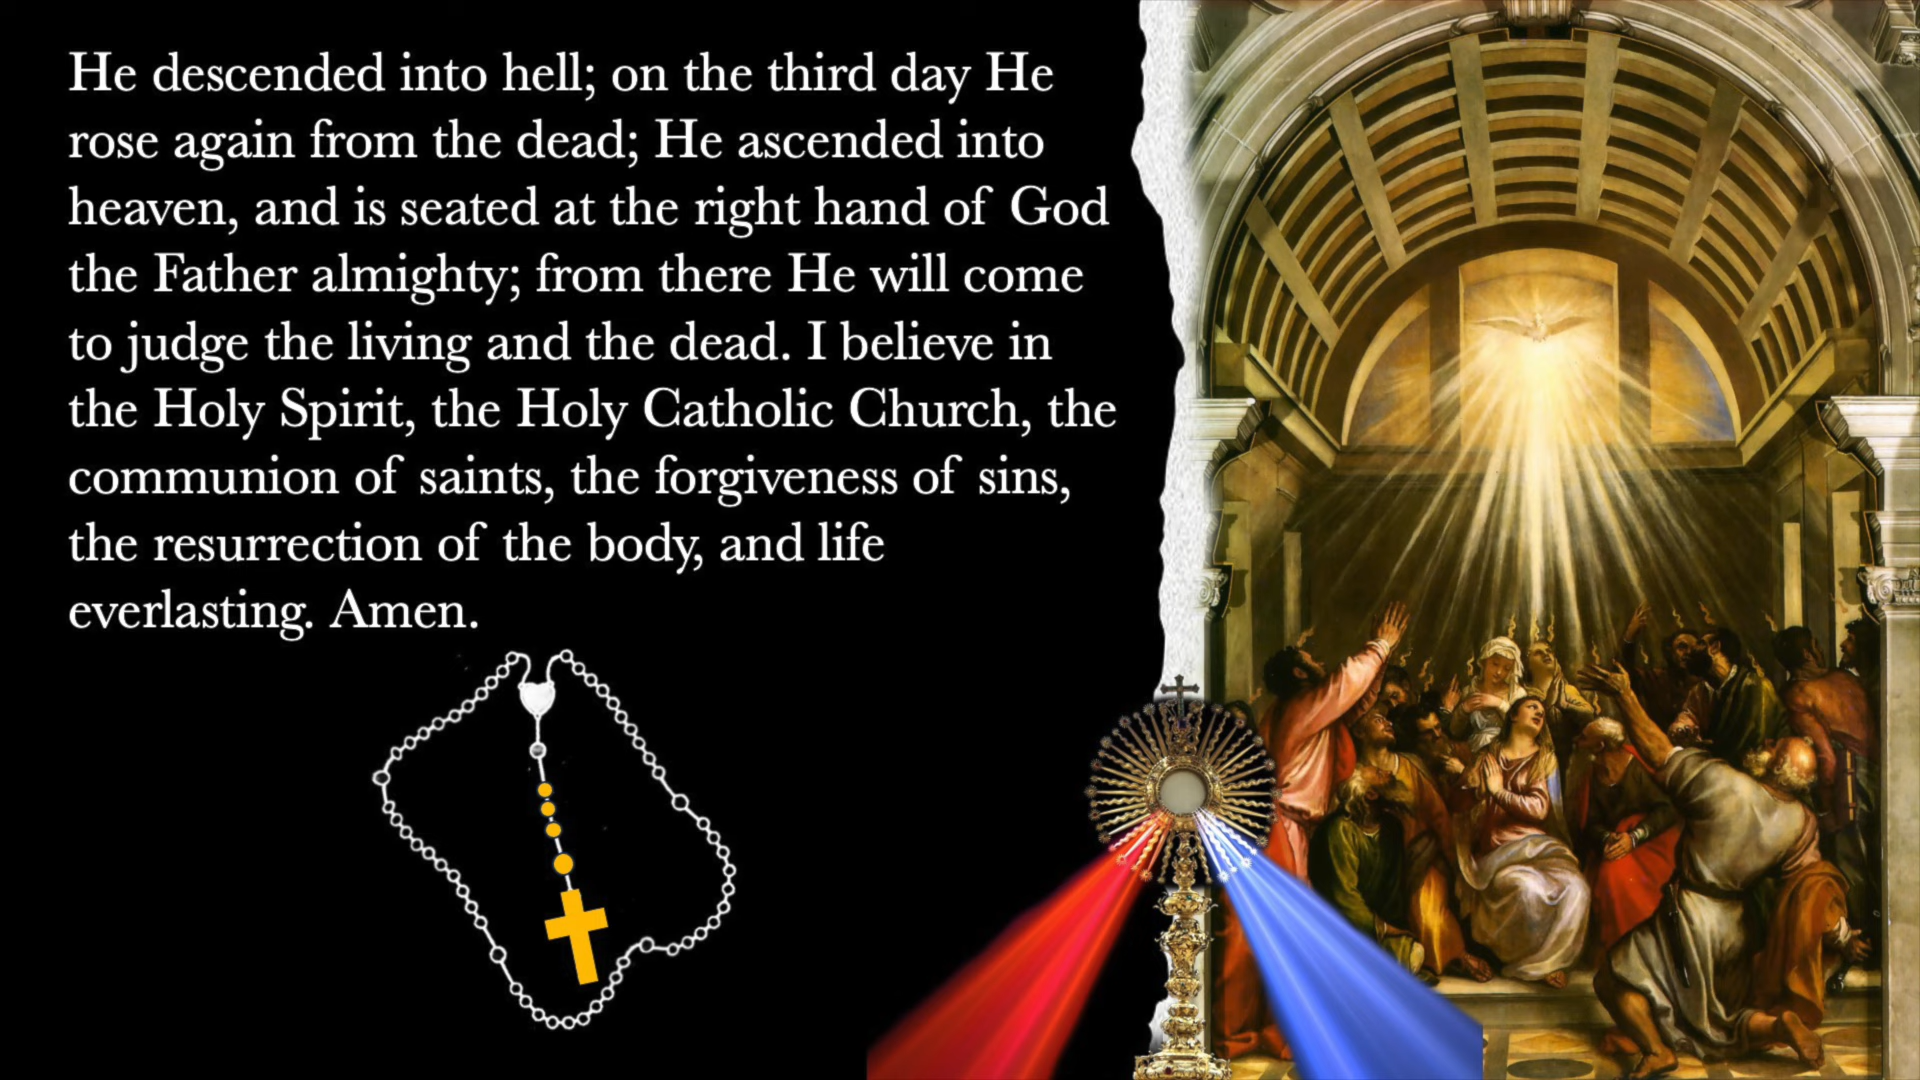 He descended into hell; on the third day He
rose again from the dead; He ascended into
heaven, and is seated at the right hand of God
the Father almighty; from there He will come
to judge the living and the dead. I believe in
the Holy Spirit, the Holy Catholic Church, the
communion of saints, the forgiveness of sins,
the resurrection of the body, and life
everlasting. Amen.